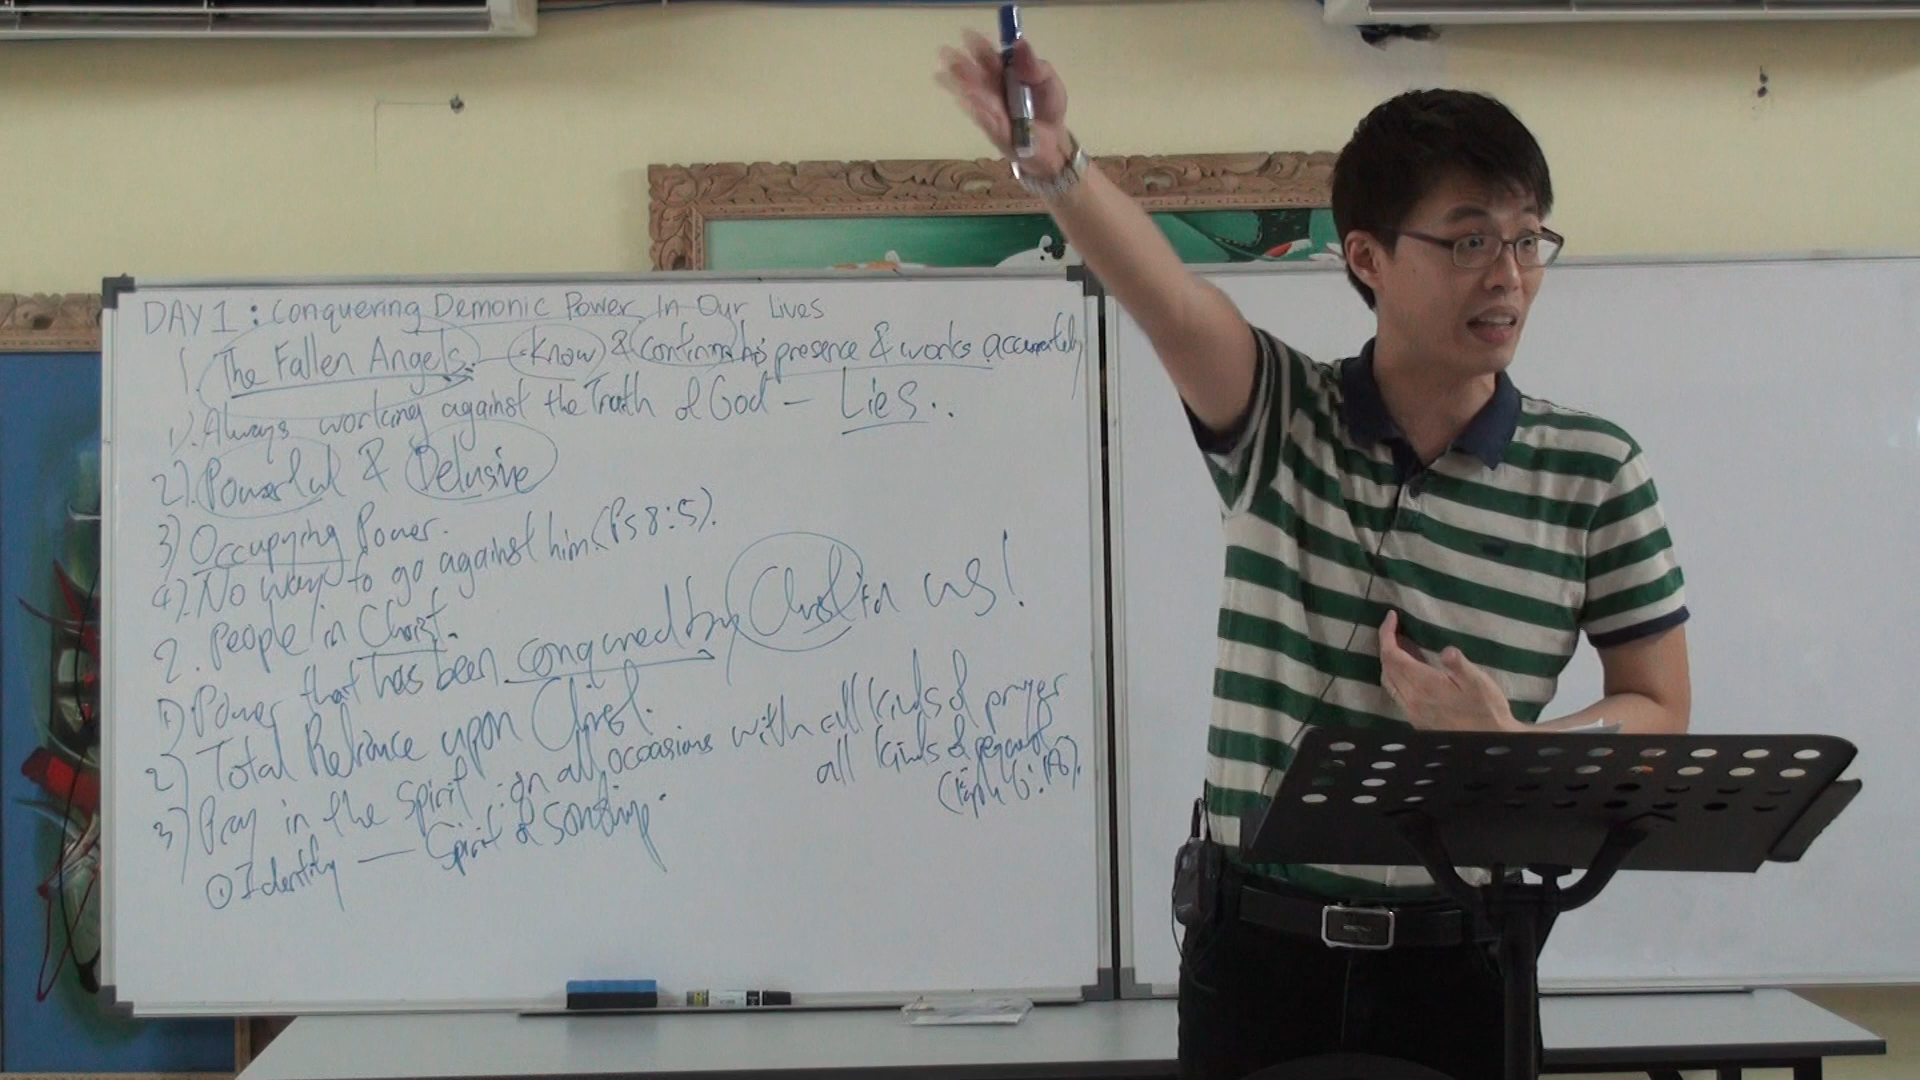 DAY 1: Conquering Demonic Power In Our Lives
1. The Fallen Angels. – Know & Confirm his presence & works accurately
1). Always working against the Truth of God – Lies..
2). Powerful & Delusive
3) Occupying Power.
4). No way to go against him. (Ps 8:5).
2. People in Christ.
1) Power that has been conquered by Christ for us!
2) Total Reliance upon Christ.
3) Pray in the Spirit: on all occasions with all kinds of prayer
all kinds of request
(Eph 6:18).
① Identity — Spirit of Sonship.